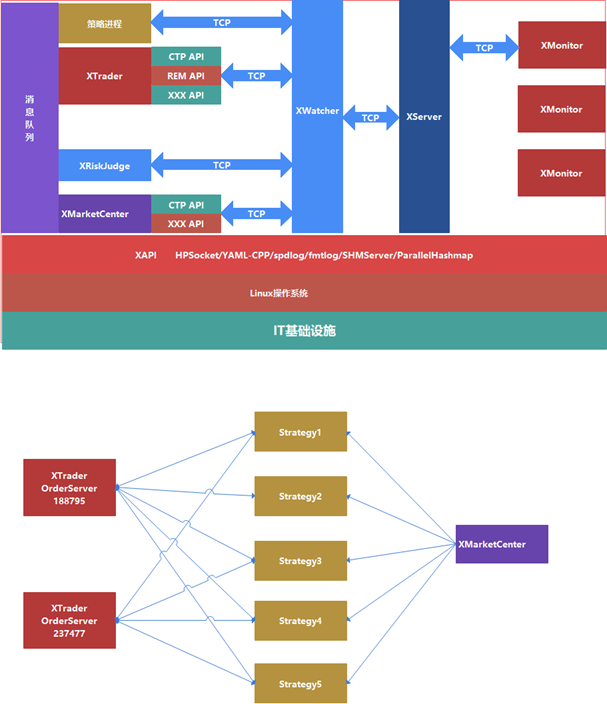 消
息
队
列
策略进程
TCP
XTrader
CTP API
REM API
XXX API
TCP
XRiskJudge
TCP
XMarketCenter
CTP API
XXX API
TCP
XWatcher
TCP
XServer
TCP
XMonitor
XMonitor
XMonitor
XAPI HPSocket/YAML-CPP/spdlog/fmtlog/SHMServer/ParallelHashmap
Linux操作系统
IT基础设施
XTrader
OrderServer
188795
XTrader
OrderServer
237477
Strategy1
Strategy2
Strategy3
Strategy4
Strategy5
XMarketCenter